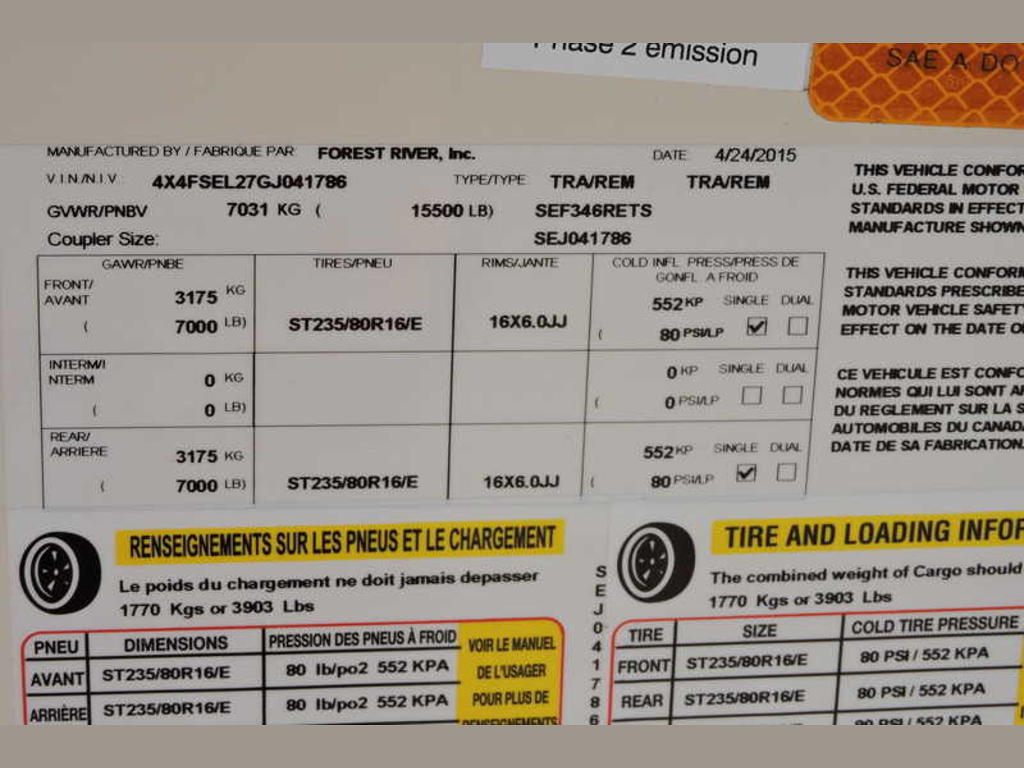 Phase 2 emission
SAE A DO
MANUFACTURED BY / FABRIQUE PAR: FOREST RIVER, Inc. DATE: 4/24/2015
V.I.N./N.I.V.: 4X4FSEL27GJ041786 TYPE/TYPE: TRA/REM TRA/REM
GVWR/PNBV 7031 KG ( 15500 LB) SEF346RETS
Coupler Size: SEJ041786
GAWR/PNBE TIRES/PNEU RIMS/JANTE COLD INFL. PRESS/PRESS DE
GONFL. A FROID
FRONT/
AVANT 3175 KG 552 KP SINGLE DUAL
( 7000 LB) ST235/80R16/E 16X6.0JJ ( 80 PSI/LP
INTERM/I
NTERM 0 KG 0 KP SINGLE DUAL
( 0 LB) ( 0 PSI/LP
REAR/
ARRIERE 3175 KG 552 KP SINGLE DUAL
( 7000 LB) ST235/80R16/E 16X6.0JJ ( 80 PSI/LP
THIS VEHICLE CONFOR
U.S. FEDERAL MOTOR
STANDARDS IN EFFECT
MANUFACTURE SHOWN
THIS VEHICLE CONFORM
STANDARDS PRESCRIBE
MOTOR VEHICLE SAFETY
EFFECT ON THE DATE O
CE VEHICULE EST CONFO
NORMES QUI LUI SONT A
DU REGLEMENT SUR LA S
AUTOMOBILES DU CANADA
DATE DE SA FABRICATION.
RENSEIGNEMENTS SUR LES PNEUS ET LE CHARGEMENT
Le poids du chargement ne doit jamais depasser
1770 Kgs or 3903 Lbs
PNEU DIMENSIONS PRESSION DES PNEUS À FROID VOIR LE MANUEL
AVANT ST235/80R16/E 80 lb/po2 552 KPA DE L'USAGER
ARRIÈRE ST235/80R16/E 80 lb/po2 552 KPA POUR PLUS DE
RENSEIGNEMENTS
SEJ041786
TIRE AND LOADING INFOR
The combined weight of Cargo should
1770 Kgs or 3903 Lbs
TIRE SIZE COLD TIRE PRESSURE
FRONT ST235/80R16/E 80 PSI / 552 KPA
REAR ST235/80R16/E 80 PSI / 552 KPA
80 PSI / 552 KPA